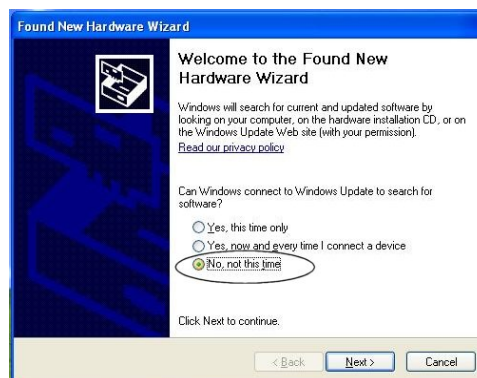 Found New Hardware Wizard
Welcome to the Found New
Hardware Wizard
Windows will search for current and updated software by
looking on your computer, on the hardware installation CD, or on
the Windows Update Web site (with your permission).
Read our privacy policy
Can Windows connect to Windows Update to search for
software?
Yes, this time only
Yes, now and every time I connect a device
No, not this time
Click Next to continue.
< Back Next > Cancel